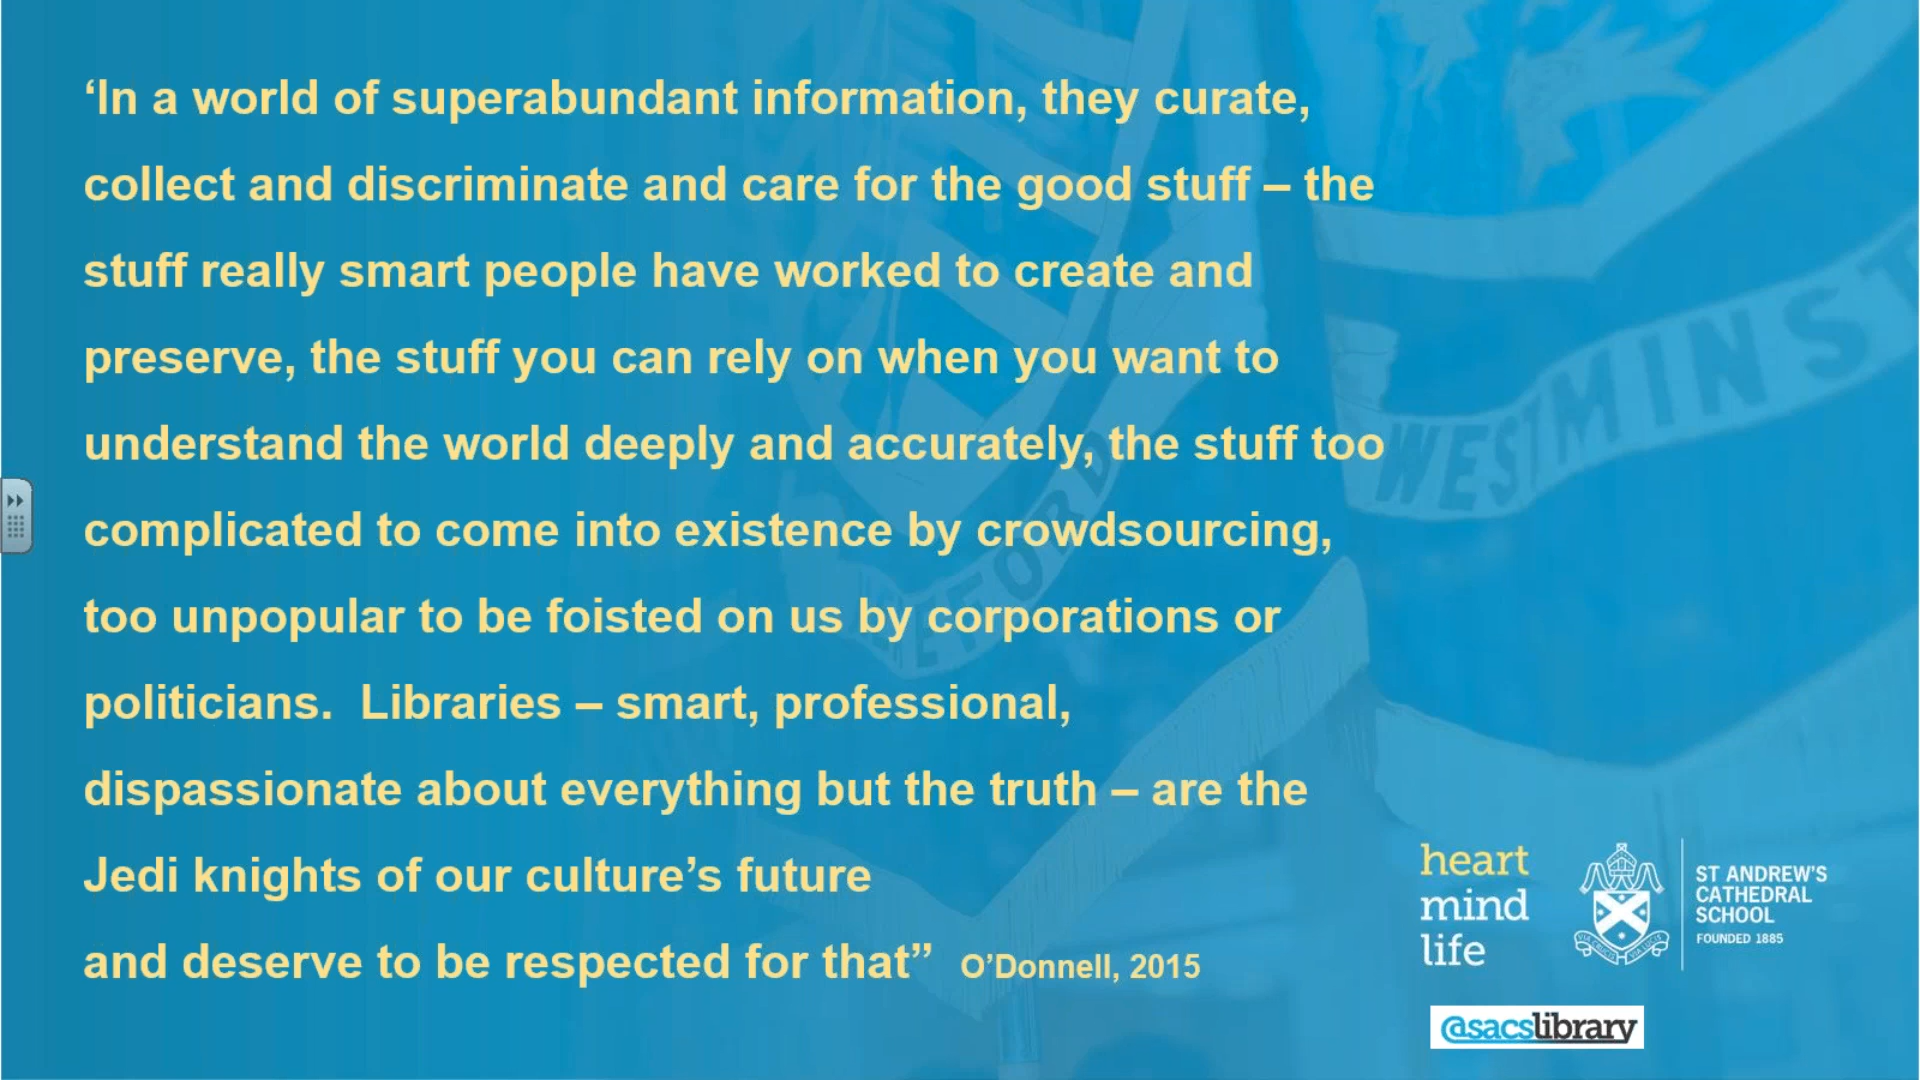 ‘In a world of superabundant information, they curate,
collect and discriminate and care for the good stuff – the
stuff really smart people have worked to create and
preserve, the stuff you can rely on when you want to
understand the world deeply and accurately, the stuff too
complicated to come into existence by crowdsourcing,
too unpopular to be foisted on us by corporations or
politicians.  Libraries – smart, professional,
dispassionate about everything but the truth – are the
Jedi knights of our culture’s future
and deserve to be respected for that” O’Donnell, 2015
WESTMINST
heart
mind
life
ST ANDREW'S
CATHEDRAL
SCHOOL
FOUNDED 1885
VIA CRUCIS VIA LUCIS
@sacslibrary